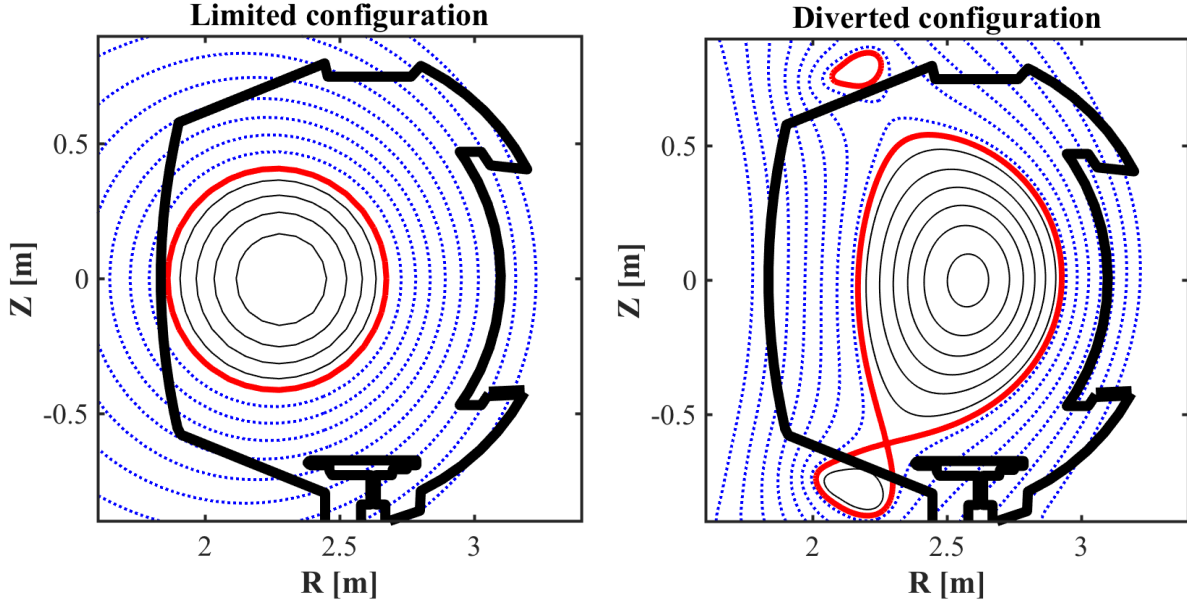 Limited configuration
0.5
0
-0.5
Z [m]
2
2.5
3
R [m]
Diverted configuration
0.5
0
-0.5
Z [m]
2
2.5
3
R [m]